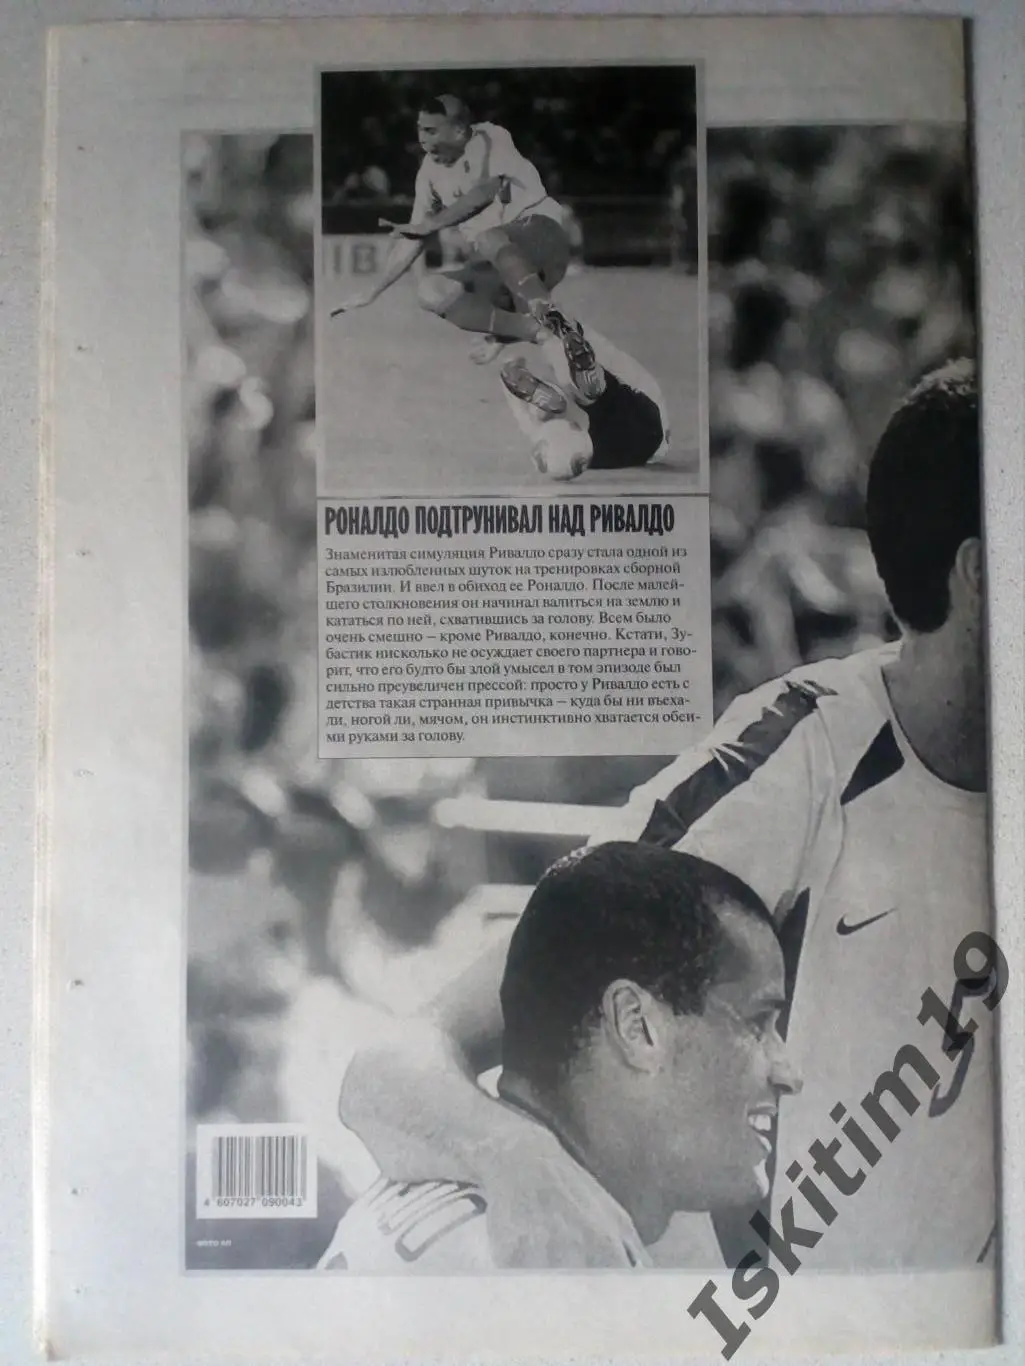 IB
РОНАЛДО ПОДТРУНИВАЛ НАД РИВАЛДО
Знаменитая симуляция Ривалдо сразу стала одной из
самых излюбленных шуток на тренировках сборной
Бразилии. И ввел в обиход ее Роналдо. После малей-
шего столкновения он начинал валиться на землю и
кататься по ней, схватившись за голову. Всем было
очень смешно – кроме Ривалдо, конечно. Кстати, Зу-
бастик нисколько не осуждает своего партнера и гово-
рит, что его будто бы злой умысел в том эпизоде был
сильно преувеличен прессой: просто у Ривалдо есть с
детства такая странная привычка – куда бы ни въеха-
ли, ногой ли, мячом, он инстинктивно хватается обеи-
ми руками за голову.
4 607027 090043
Iskitim19